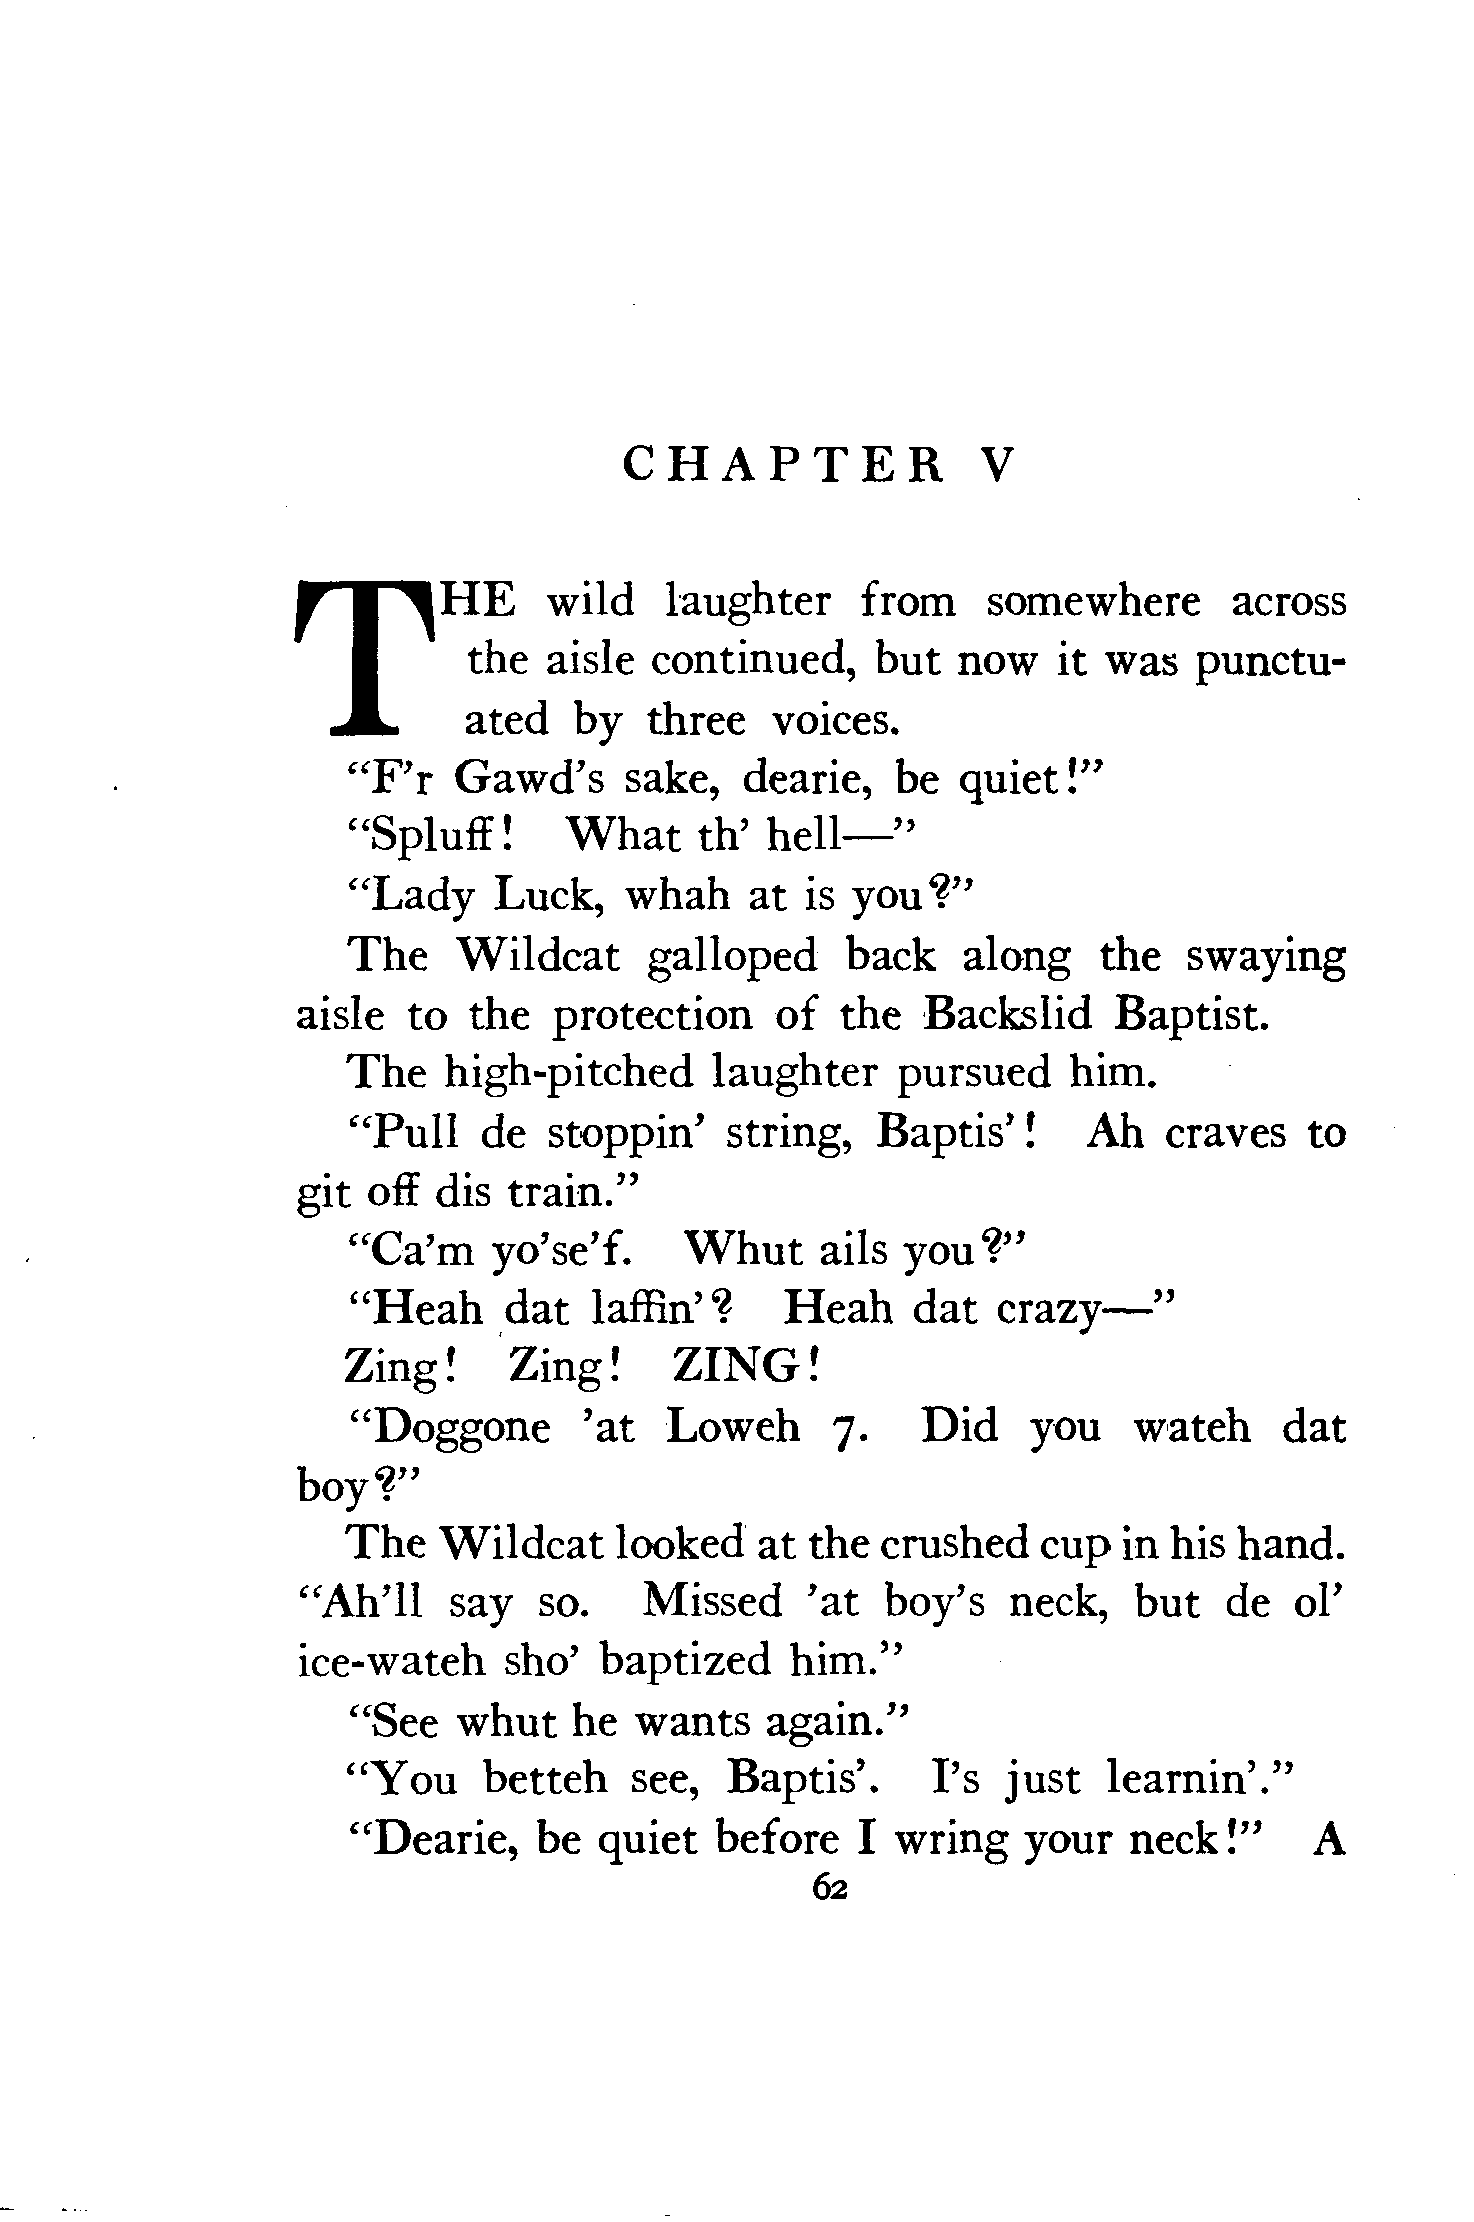 CHAPTER V
THE wild laughter from somewhere across
the aisle continued, but now it was punctu-
ated by three voices.
“F’r Gawd’s sake, dearie, be quiet!”
“Spluff! What th’ hell—”
“Lady Luck, whah at is you?”
The Wildcat galloped back along the swaying
aisle to the protection of the Backslid Baptist.
The high-pitched laughter pursued him.
“Pull de stoppin’ string, Baptis’! Ah craves to
git off dis train.”
“Ca’m yo’se’f. Whut ails you?”
“Heah dat laffin’? Heah dat crazy—”
Zing! Zing! ZING!
“Doggone ’at Loweh 7. Did you wateh dat
boy?”
The Wildcat looked at the crushed cup in his hand.
“Ah’ll say so. Missed ’at boy’s neck, but de ol’
ice-wateh sho’ baptized him.”
“See whut he wants again.”
“You betteh see, Baptis’. I’s just learnin’.”
“Dearie, be quiet before I wring your neck!” A
62